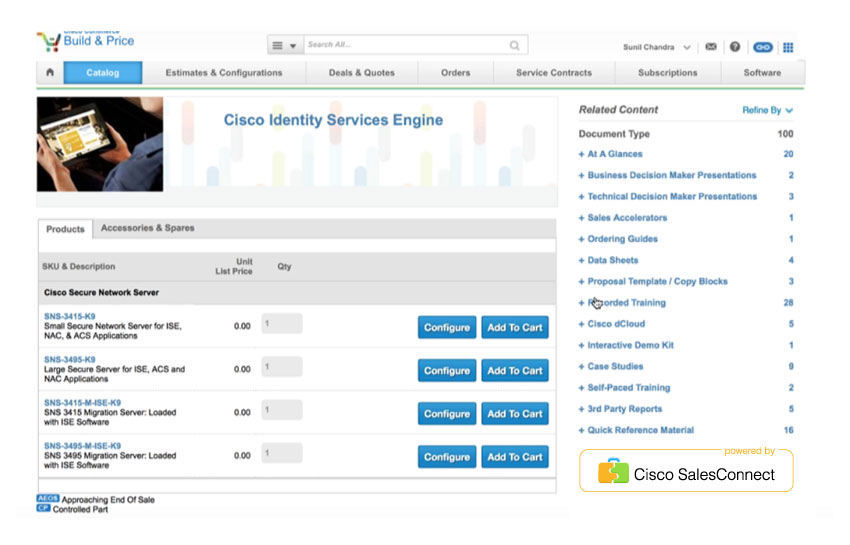 Cisco Commerce
Build & Price
Search All...
Sunil Chandra
Catalog
Estimates & Configurations
Deals & Quotes
Orders
Service Contracts
Subscriptions
Software
Cisco Identity Services Engine
Products
Accessories & Spares
SKU & Description
Unit
List Price
Qty
Cisco Secure Network Server
SNS-3415-K9
Small Secure Network Server for ISE,
NAC, & ACS Applications
0.00
1
Configure
Add To Cart
SNS-3495-K9
Large Secure Server for ISE, ACS and
NAC Applications
0.00
1
Configure
Add To Cart
SNS-3415-M-ISE-K9
SNS 3415 Migration Server: Loaded
with ISE Software
0.00
1
Configure
Add To Cart
SNS-3495-M-ISE-K9
SNS 3495 Migration Server: Loaded
with ISE Software
0.00
1
Configure
Add To Cart
AEOS Approaching End Of Sale
CP Controlled Part
Related Content
Refine By
Document Type 100
+ At A Glances 20
+ Business Decision Maker Presentations 2
+ Technical Decision Maker Presentations 3
+ Sales Accelerators 1
+ Ordering Guides 1
+ Data Sheets 4
+ Proposal Template / Copy Blocks 3
+ Recorded Training 28
+ Cisco dCloud 5
+ Interactive Demo Kit 1
+ Case Studies 9
+ Self-Paced Training 2
+ 3rd Party Reports 5
+ Quick Reference Material 16
powered by
Cisco SalesConnect